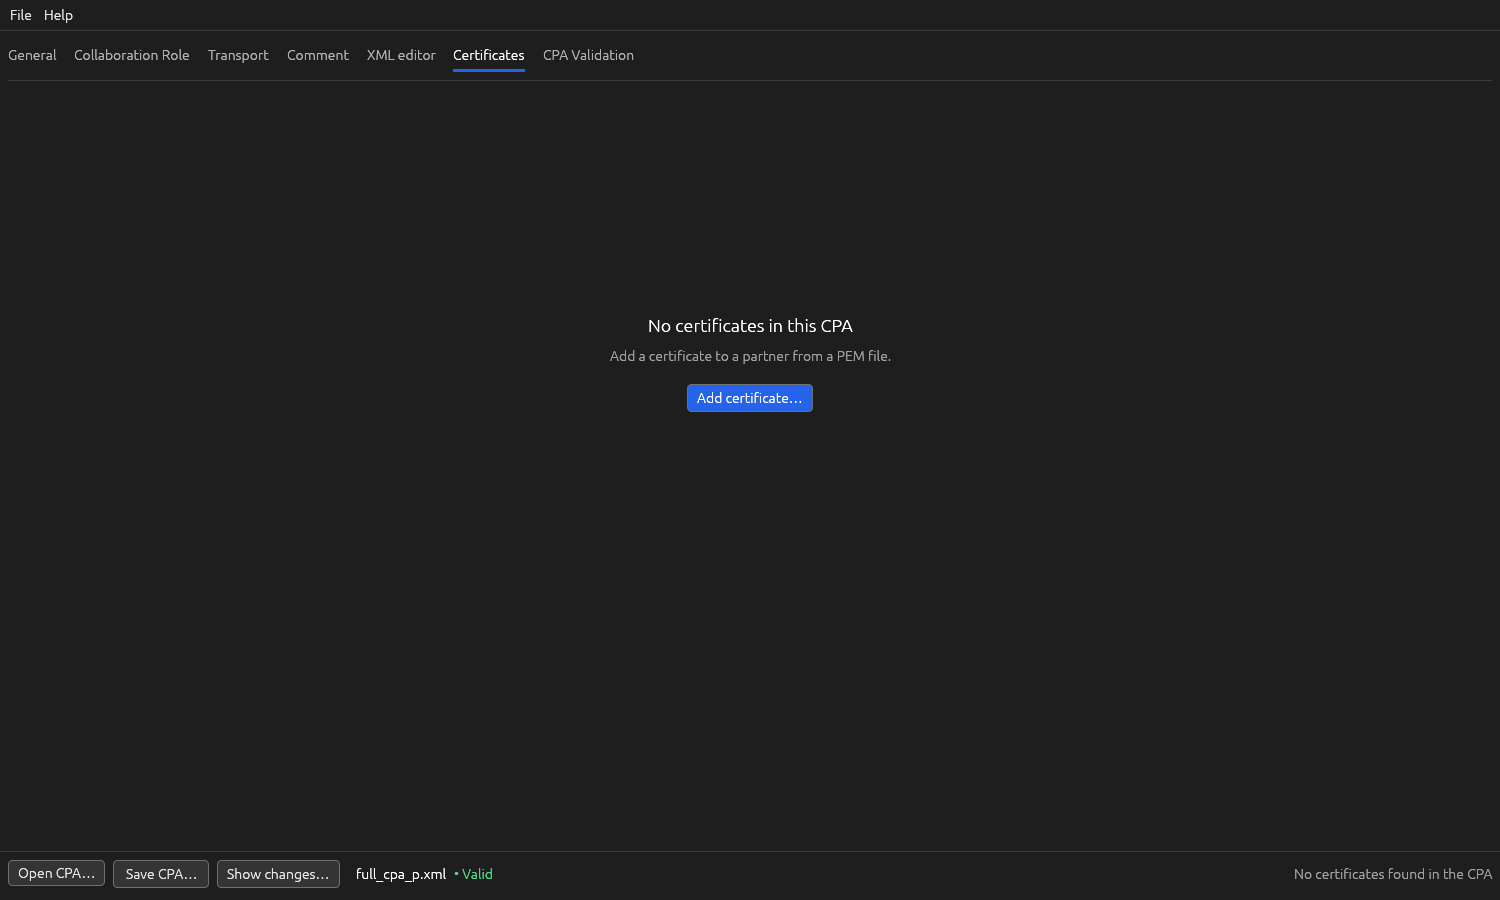 File Help
General Collaboration Role Transport Comment XML editor Certificates CPA Validation
No certificates in this CPA
Add a certificate to a partner from a PEM file.
Add certificate…
Open CPA… Save CPA… Show changes… full_cpa_p.xml • Valid No certificates found in the CPA